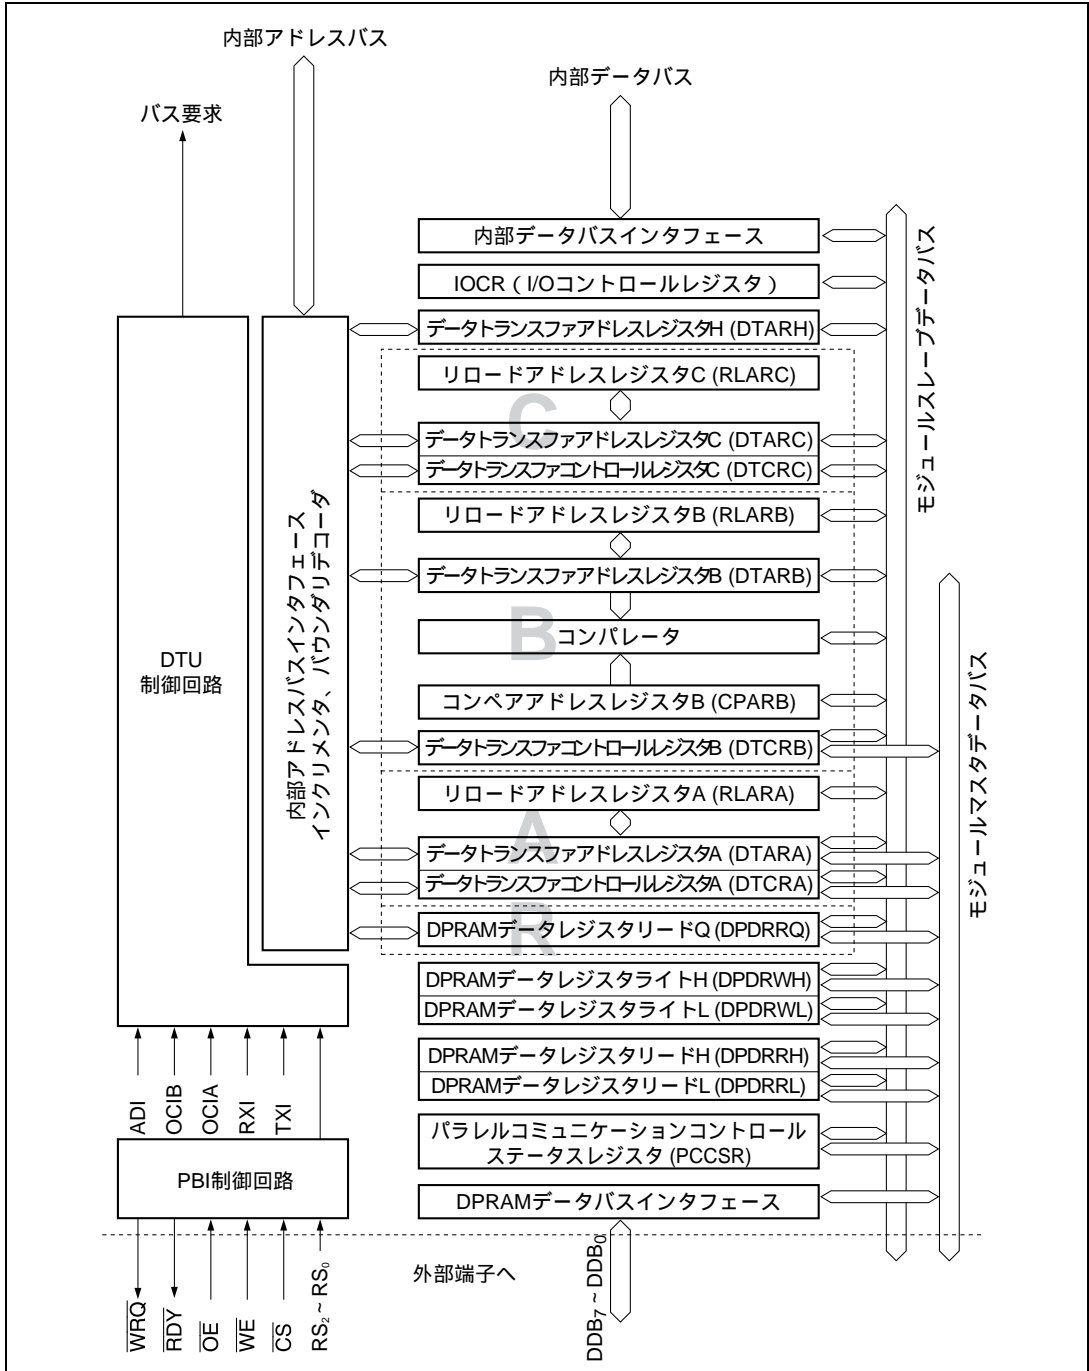 内部アドレスバス
内部データバス
バス要求
内部データバスインタフェース
IOCR(I/Oコントロールレジスタ)
データトランスファアドレスレジスタH (DTARH)
リロードアドレスレジスタC (RLARC)
C
データトランスファアドレスレジスタC (DTARC)
データトランスファコントロールレジスタC (DTCRC)
リロードアドレスレジスタB (RLARB)
データトランスファアドレスレジスタB (DTARB)
B
コンパレータ
コンペアアドレスレジスタB (CPARB)
データトランスファコントロールレジスタB (DTCRB)
リロードアドレスレジスタA (RLARA)
A
データトランスファアドレスレジスタA (DTARA)
データトランスファコントロールレジスタA (DTCRA)
R
DPRAMデータレジスタリードQ (DPDRRQ)
DPRAMデータレジスタライトH (DPDRWH)
DPRAMデータレジスタライトL (DPDRWL)
DPRAMデータレジスタリードH (DPDRRH)
DPRAMデータレジスタリードL (DPDRRL)
パラレルコミュニケーションコントロール
ステータスレジスタ (PCCSR)
DPRAMデータバスインタフェース
モジュールスレーブデータバス
モジュールマスタデータバス
内部アドレスバスインタフェース
インクリメンタ、バウンダリデコーダ
DTU
制御回路
ADI
OCIB
OCIA
RXI
TXI
PBI制御回路
WRQ
RDY
OE
WE
CS
RS2 ~ RS0
外部端子へ
DDB7 ~ DDB0